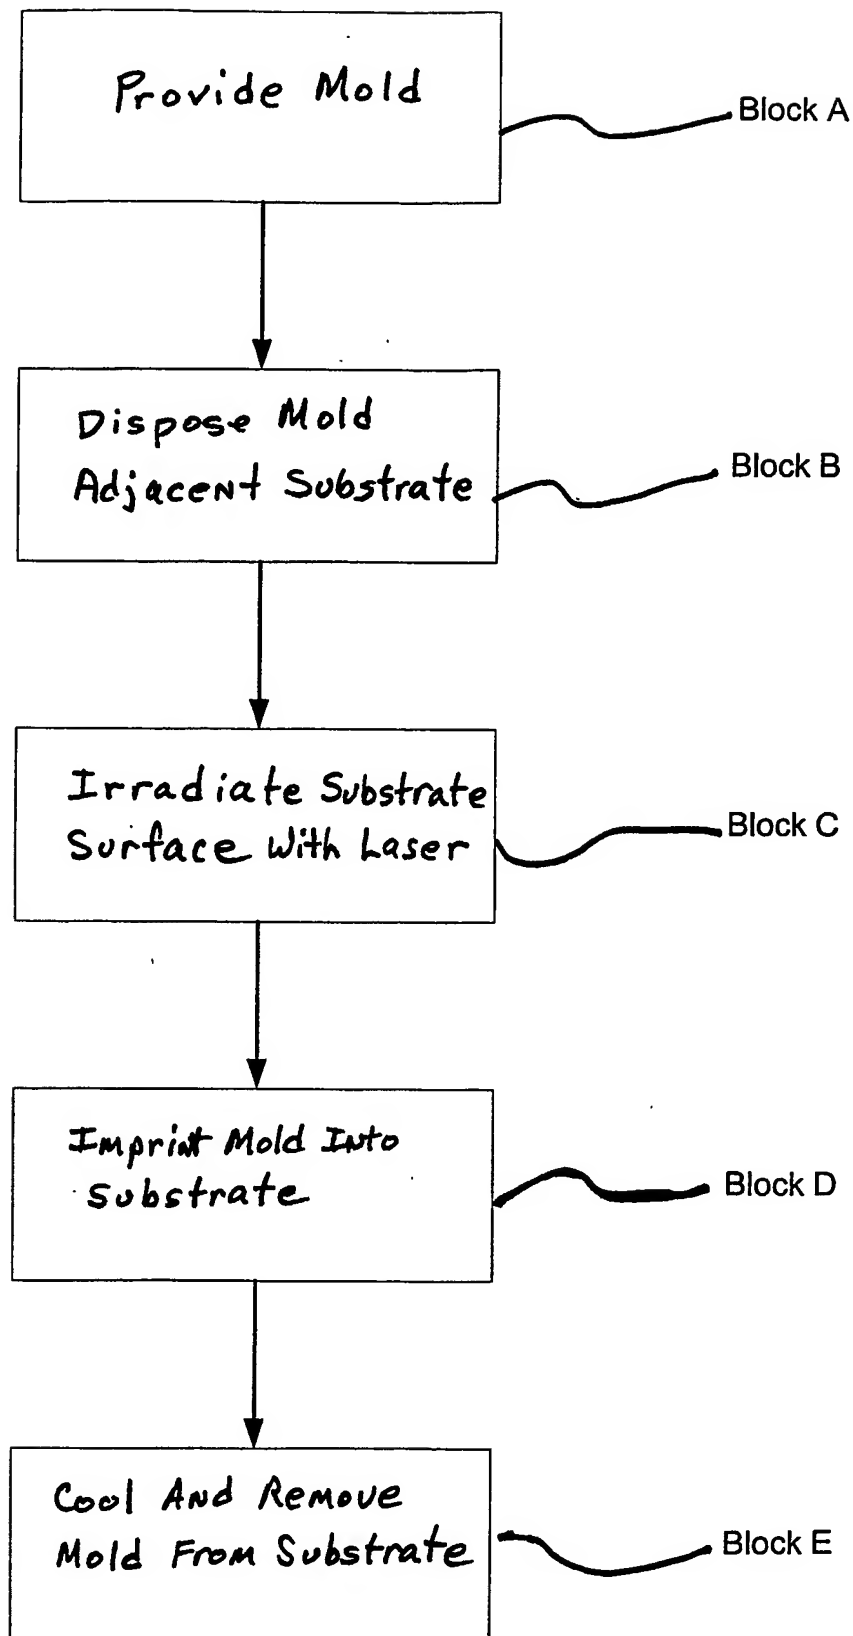 Provide Mold
Block A
Dispose Mold
Adjacent Substrate
Block B
Irradiate Substrate
Surface With Laser
Block C
Imprint Mold Into
Substrate
Block D
Cool And Remove
Mold From Substrate
Block E